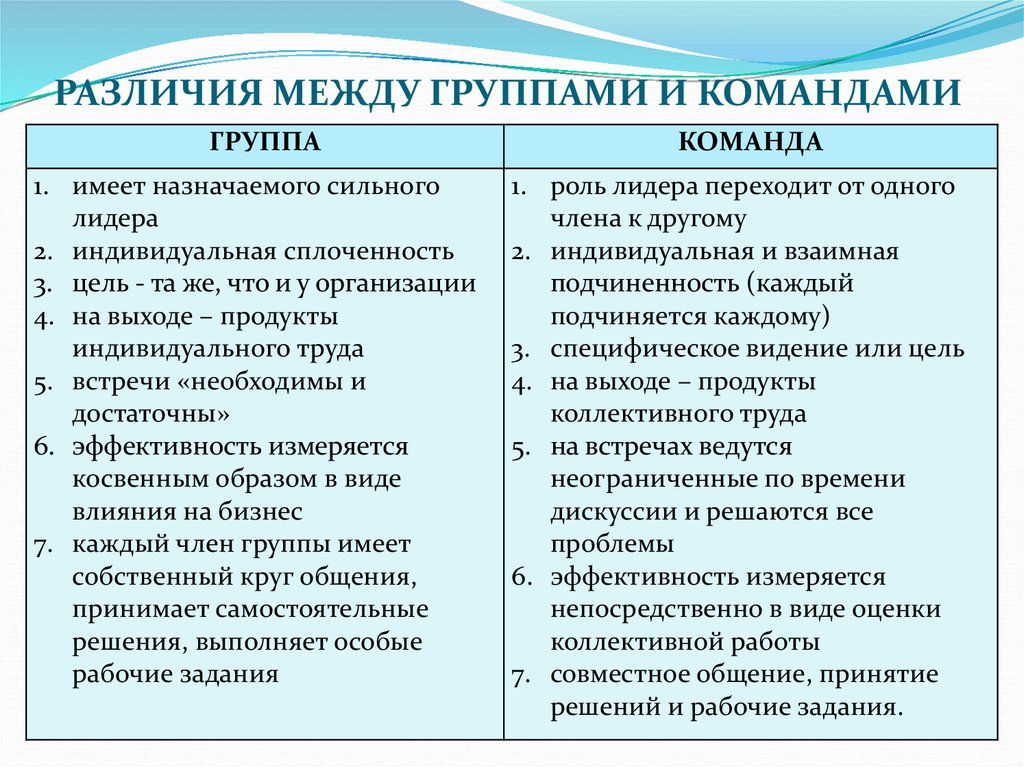 РАЗЛИЧИЯ МЕЖДУ ГРУППАМИ И КОМАНДАМИ
ГРУППА
1. имеет назначаемого сильного
лидера
2. индивидуальная сплоченность
3. цель - та же, что и у организации
4. на выходе – продукты
индивидуального труда
5. встречи «необходимы и
достаточны»
6. эффективность измеряется
косвенным образом в виде
влияния на бизнес
7. каждый член группы имеет
собственный круг общения,
принимает самостоятельные
решения, выполняет особые
рабочие задания
КОМАНДА
1. роль лидера переходит от одного
члена к другому
2. индивидуальная и взаимная
подчиненность (каждый
подчиняется каждому)
3. специфическое видение или цель
4. на выходе – продукты
коллективного труда
5. на встречах ведутся
неограниченные по времени
дискуссии и решаются все
проблемы
6. эффективность измеряется
непосредственно в виде оценки
коллективной работы
7. совместное общение, принятие
решений и рабочие задания.